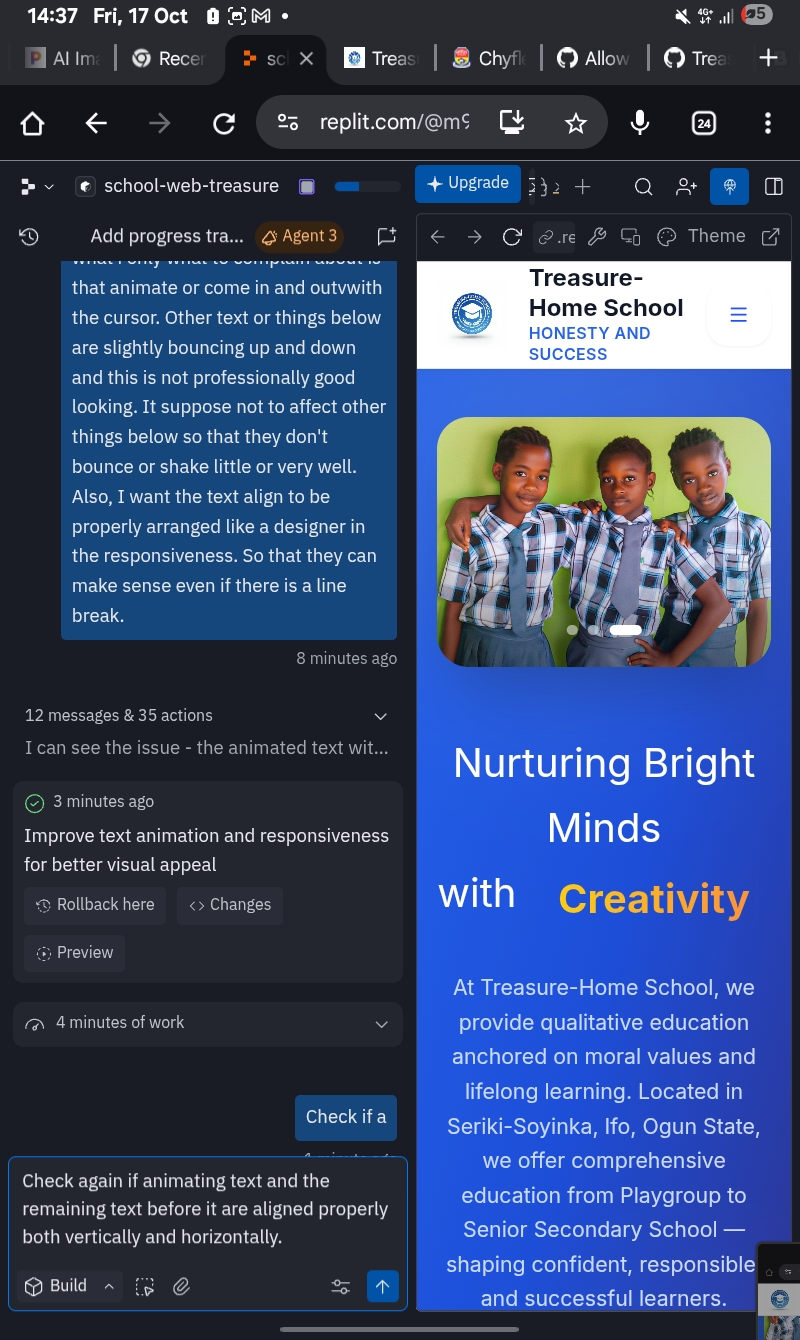 14:37 Fri, 17 Oct
4G+
5
AI Ima
Recer
sc
Treas
Chyfle
Allow
Trea
replit.com/@m9
24
school-web-treasure
Upgrade
Add progress tra...
Agent 3
.re
Theme
that animate or come in and outvwith
the cursor. Other text or things below
are slightly bouncing up and down
and this is not professionally good
looking. It suppose not to affect other
things below so that they don't
bounce or shake little or very well.
Also, I want the text align to be
properly arranged like a designer in
the responsiveness. So that they can
make sense even if there is a line
break.
8 minutes ago
12 messages & 35 actions
I can see the issue - the animated text wit...
3 minutes ago
Improve text animation and responsiveness
for better visual appeal
Rollback here
Changes
Preview
4 minutes of work
Check if a
Check again if animating text and the
remaining text before it are aligned properly
both vertically and horizontally.
Build
Treasure-
Home School
HONESTY AND
SUCCESS
Nurturing Bright
Minds
with Creativity
At Treasure-Home School, we
provide qualitative education
anchored on moral values and
lifelong learning. Located in
Seriki-Soyinka, Ifo, Ogun State,
we offer comprehensive
education from Playgroup to
Senior Secondary School —
shaping confident, responsible
and successful learners.